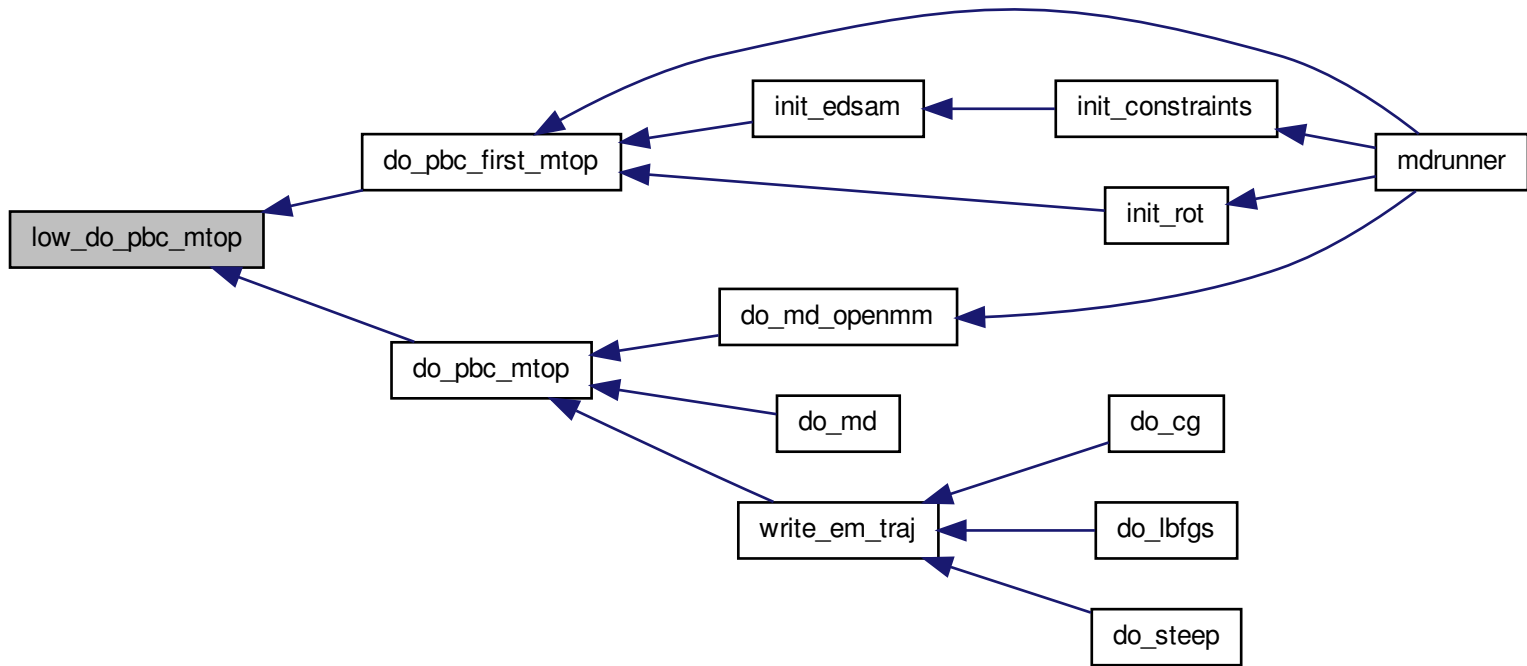 init_edsam
init_constraints
do_pbc_first_mtop
mdrunner
init_rot
low_do_pbc_mtop
do_md_openmm
do_pbc_mtop
do_md
do_cg
write_em_traj
do_lbfgs
do_steep